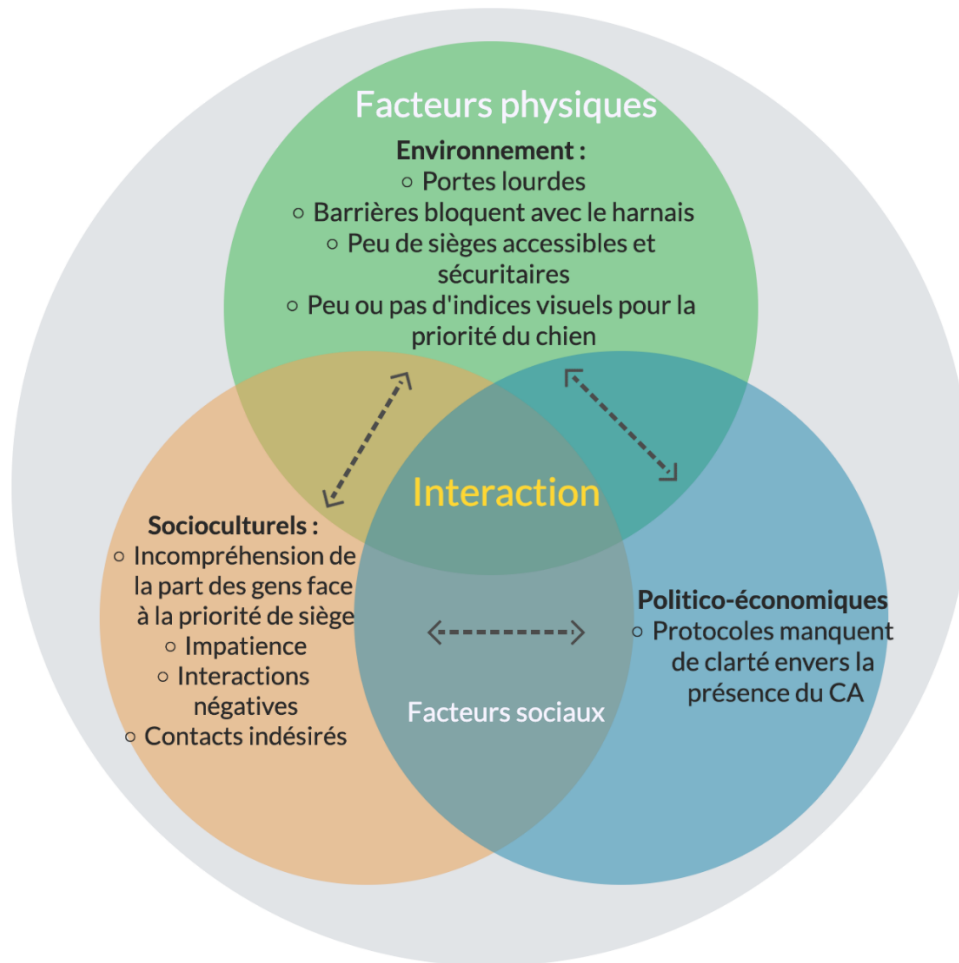 Facteurs physiques
Environnement :
○ Portes lourdes
○ Barrières bloquent avec le harnais
○ Peu de sièges accessibles et
sécuritaires
○ Peu ou pas d'indices visuels pour la
priorité du chien
Interaction
Socioculturels :
○ Incompréhension de
la part des gens face
à la priorité de siège
○ Impatience
○ Interactions
négatives
○ Contacts indésirés
Politico-économiques
○ Protocoles manquent
de clarté envers la
présence du CA
Facteurs sociaux